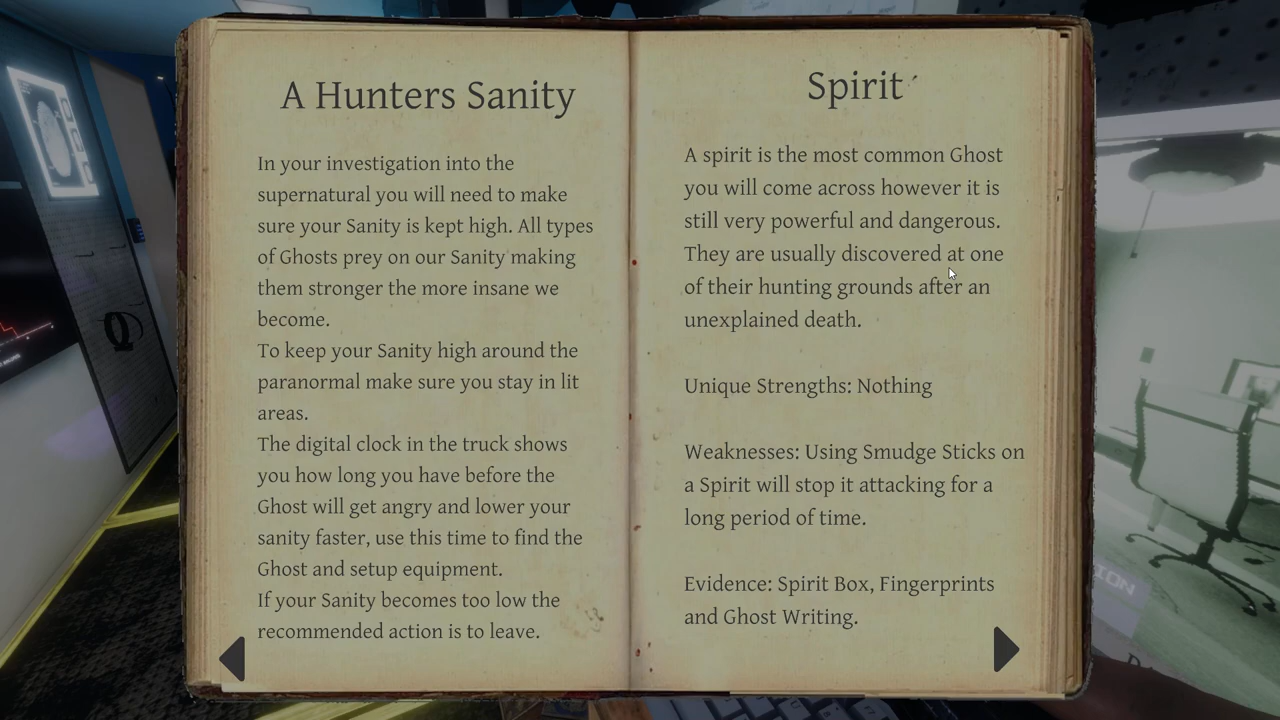 A Hunters Sanity
In your investigation into the
supernatural you will need to make
sure your Sanity is kept high. All types
of Ghosts prey on our Sanity making
them stronger the more insane we
become.
To keep your Sanity high around the
paranormal make sure you stay in lit
areas.
The digital clock in the truck shows
you how long you have before the
Ghost will get angry and lower your
sanity faster, use this time to find the
Ghost and setup equipment.
If your Sanity becomes too low the
recommended action is to leave.
Spirit
A spirit is the most common Ghost
you will come across however it is
still very powerful and dangerous.
They are usually discovered at one
of their hunting grounds after an
unexplained death.
Unique Strengths: Nothing
Weaknesses: Using Smudge Sticks on
a Spirit will stop it attacking for a
long period of time.
Evidence: Spirit Box, Fingerprints
and Ghost Writing.